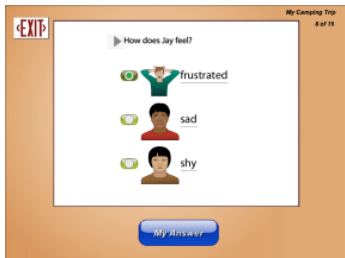 My Camping Trip
EXIT
8 of 15
How does Jay feel?
frustrated
sad
shy
My Answer